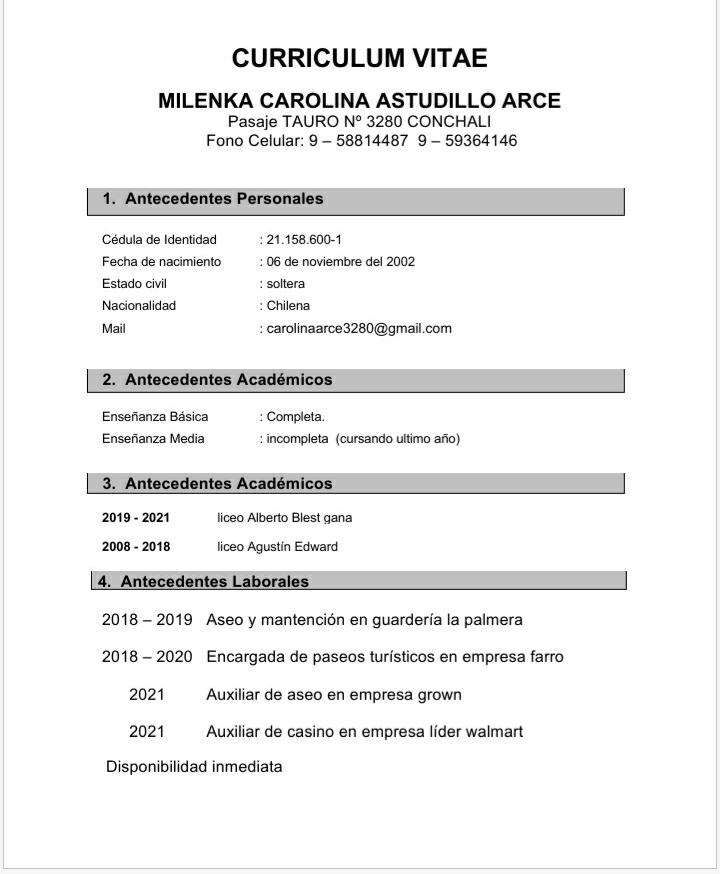 CURRICULUM VITAE
MILENKA CAROLINA ASTUDILLO ARCE
Pasaje TAURO Nº 3280 CONCHALI
Fono Celular: 9 – 58814487 9 – 59364146
1. Antecedentes Personales
Cédula de Identidad : 21.158.600-1
Fecha de nacimiento : 06 de noviembre del 2002
Estado civil : soltera
Nacionalidad : Chilena
Mail : carolinaarce3280@gmail.com
2. Antecedentes Académicos
Enseñanza Básica : Completa.
Enseñanza Media : incompleta (cursando ultimo año)
3. Antecedentes Académicos
2019 - 2021 liceo Alberto Blest gana
2008 - 2018 liceo Agustín Edward
4. Antecedentes Laborales
2018 – 2019 Aseo y mantención en guardería la palmera
2018 – 2020 Encargada de paseos turísticos en empresa farro
2021 Auxiliar de aseo en empresa grown
2021 Auxiliar de casino en empresa líder walmart
Disponibilidad inmediata